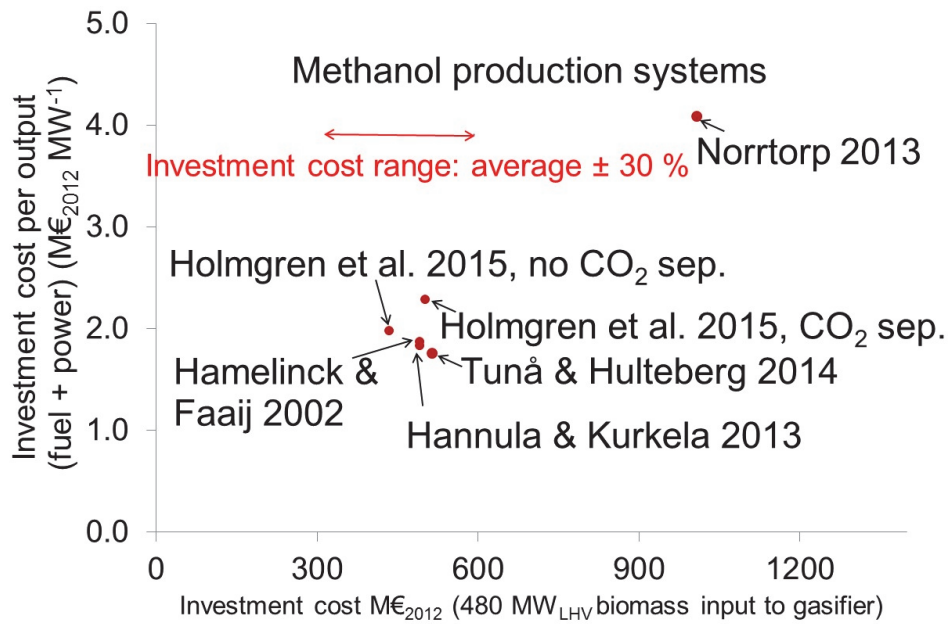 5.0
Methanol production systems
4.0
Norrtorp 2013
Investment cost range: average ± 30 %
3.0
Holmgren et al. 2015, no CO₂ sep.
2.0
Holmgren et al. 2015, CO₂ sep.
Hamelinck &
Faaij 2002
Tunå & Hulteberg 2014
1.0
Hannula & Kurkela 2013
0.0
0 300 600 900 1200
Investment cost per output
(fuel + power) (M€₂₀₁₂ MW⁻¹)
Investment cost M€₂₀₁₂ (480 MW_LHV biomass input to gasifier)